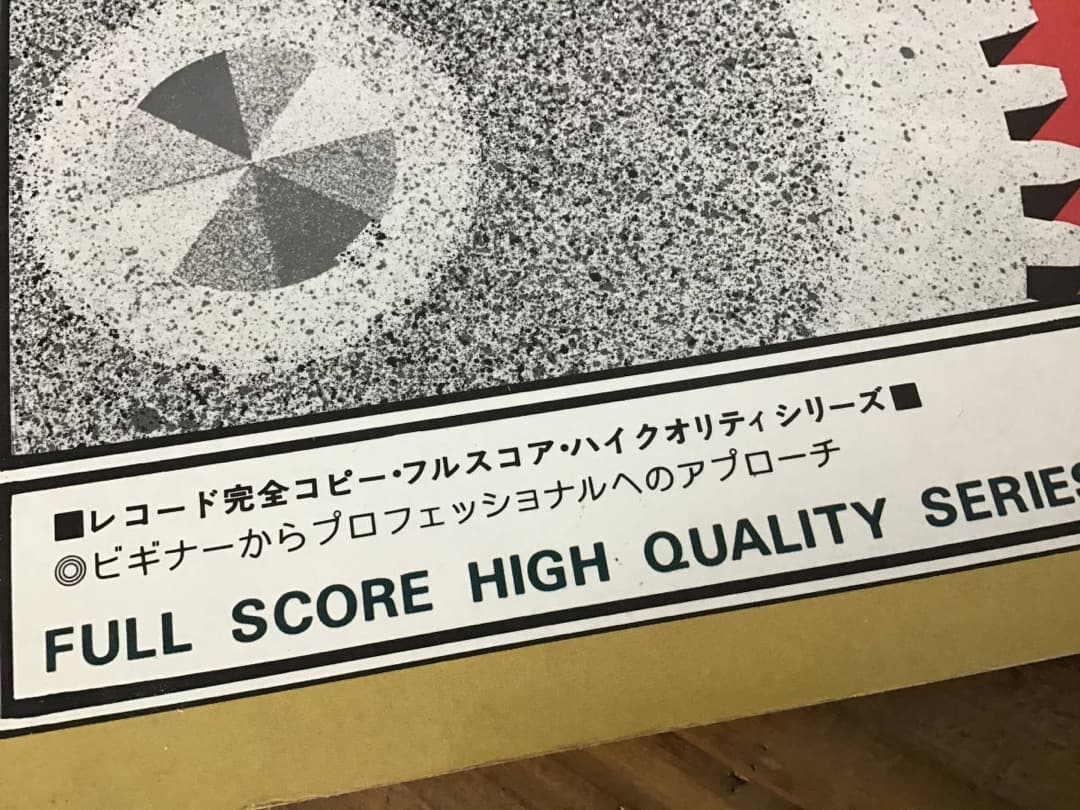 ■レコード完全コピー・フルスコア・ハイクオリティシリーズ■
◎ビギナーからプロフェッショナルへのアプローチ
FULL SCORE HIGH QUALITY SERIES